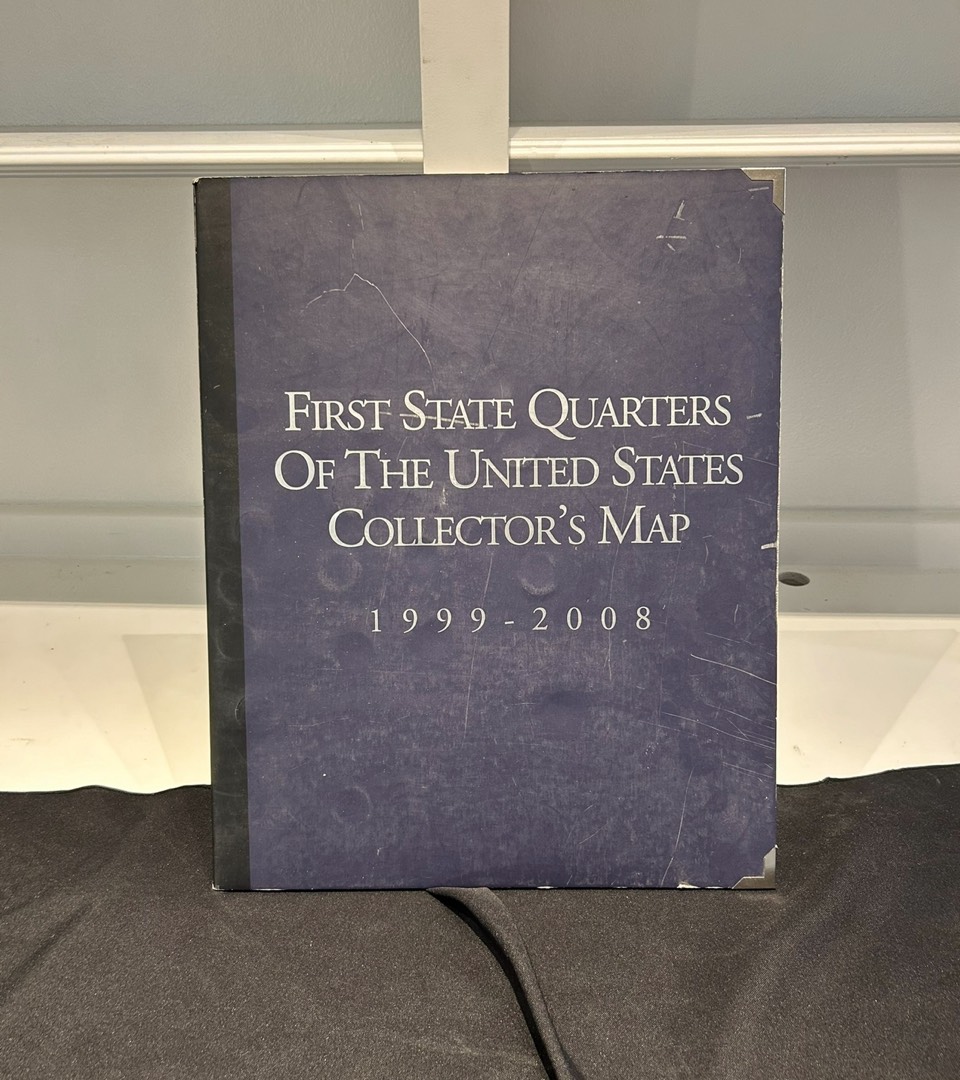 First State Quarters
Of The United States
Collector's Map
1999-2008